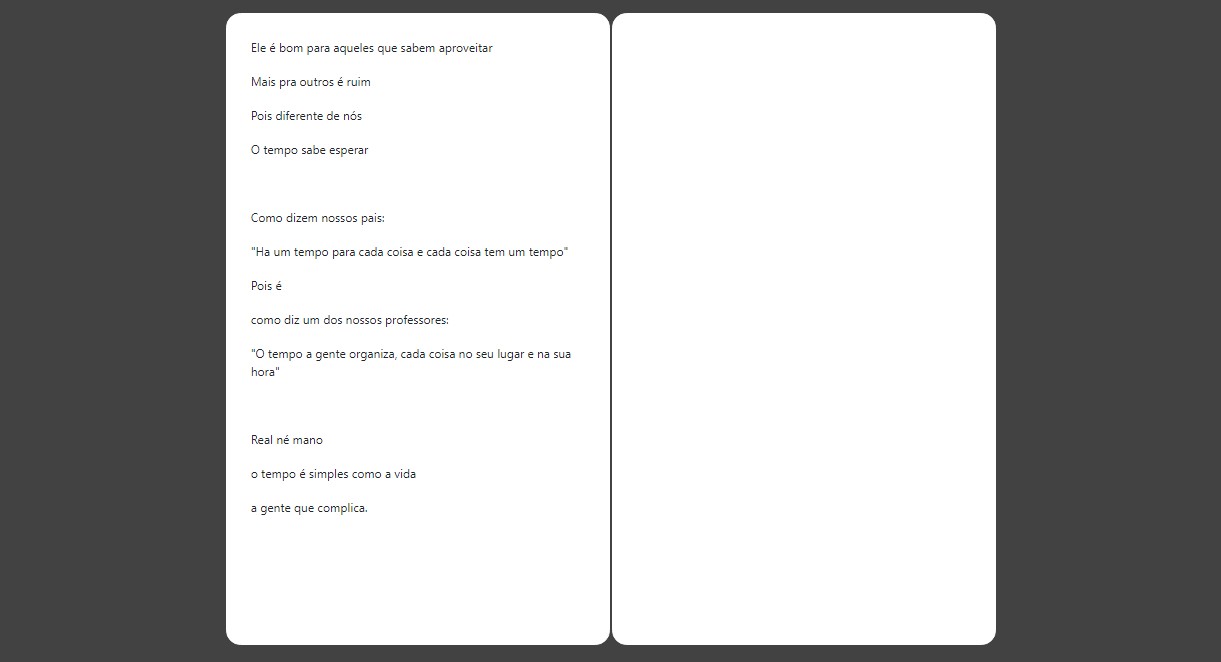 Ele é bom para aqueles que sabem aproveitar
Mais pra outros é ruim
Pois diferente de nós
O tempo sabe esperar
Como dizem nossos pais:
"Ha um tempo para cada coisa e cada coisa tem um tempo"
Pois é
como diz um dos nossos professores:
"O tempo a gente organiza, cada coisa no seu lugar e na sua
hora"
Real né mano
o tempo é simples como a vida
a gente que complica.